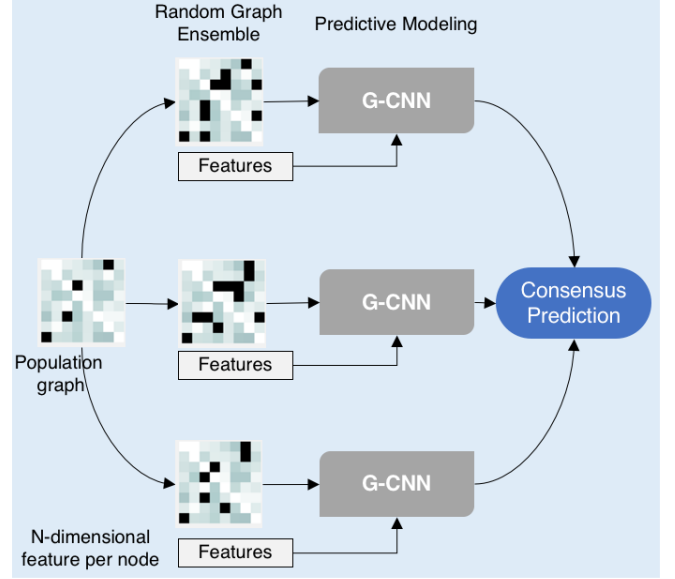 Random Graph
Ensemble
Predictive Modeling
G-CNN
Features
Population
graph
G-CNN
Features
Consensus
Prediction
G-CNN
N-dimensional
feature per node
Features